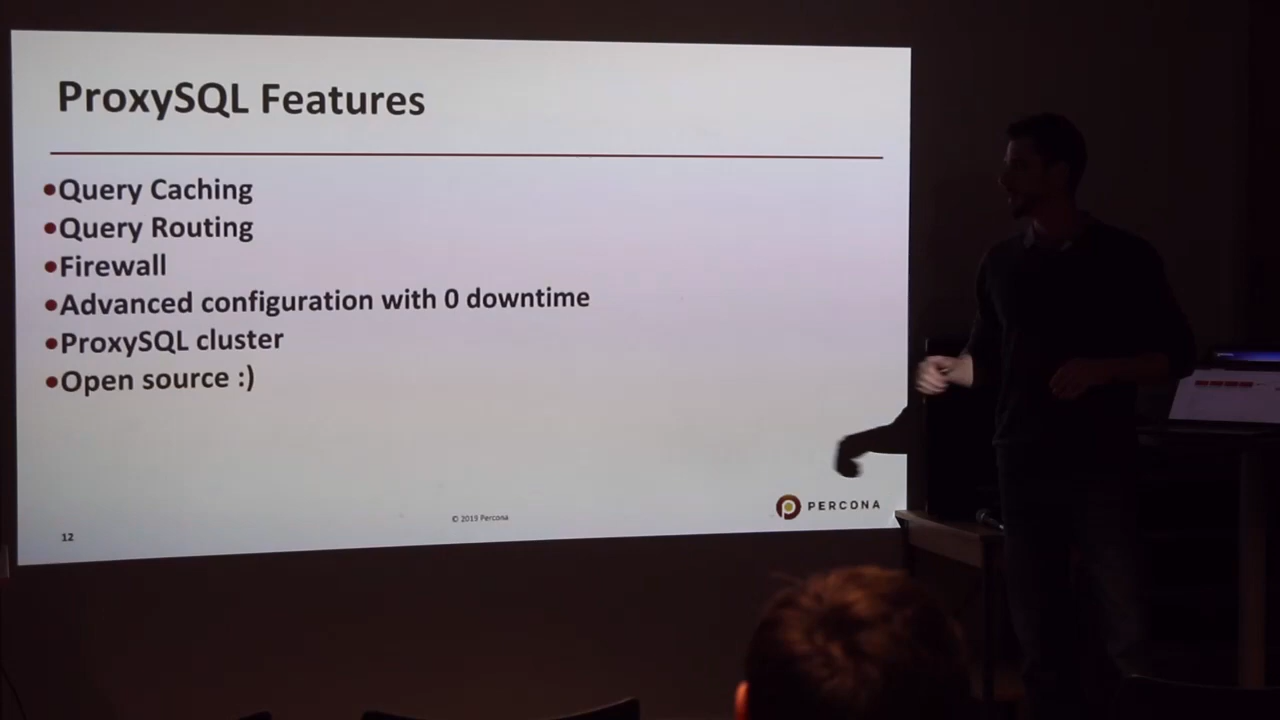 ProxySQL Features
•Query Caching
•Query Routing
•Firewall
•Advanced configuration with 0 downtime
•ProxySQL cluster
•Open source :)
PERCONA
© 2019 Percona
12